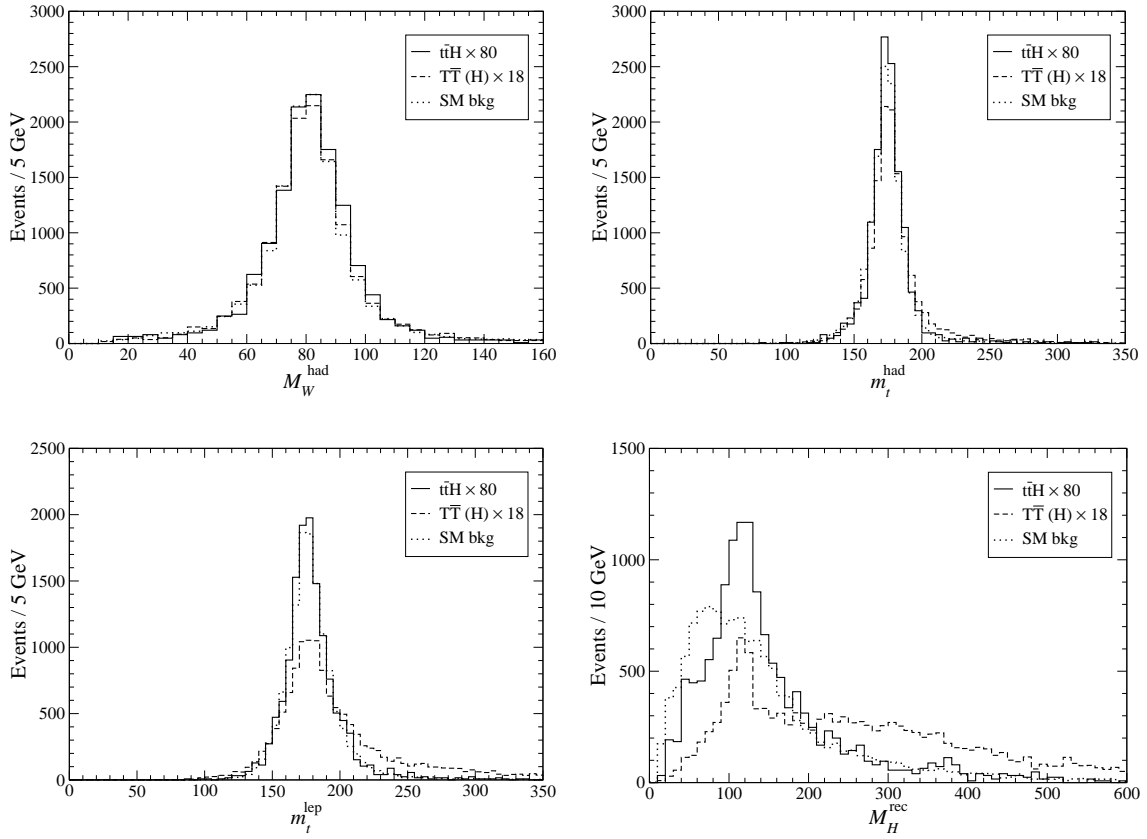 3000
2500
2000
1500
1000
500
0
Events / 5 GeV
tt̄H × 80
TT̅ (H) × 18
SM bkg
0 20 40 60 80 100 120 140 160
M_W^had
3000
2500
2000
1500
1000
500
0
Events / 5 GeV
tt̄H × 80
TT̅ (H) × 18
SM bkg
0 50 100 150 200 250 300 350
m_t^had
2500
2000
1500
1000
500
0
Events / 5 GeV
tt̄H × 80
TT̅ (H) × 18
SM bkg
0 50 100 150 200 250 300 350
m_t^lep
1500
1000
500
0
Events / 10 GeV
tt̄H × 80
TT̅ (H) × 18
SM bkg
0 100 200 300 400 500 600
M_H^rec